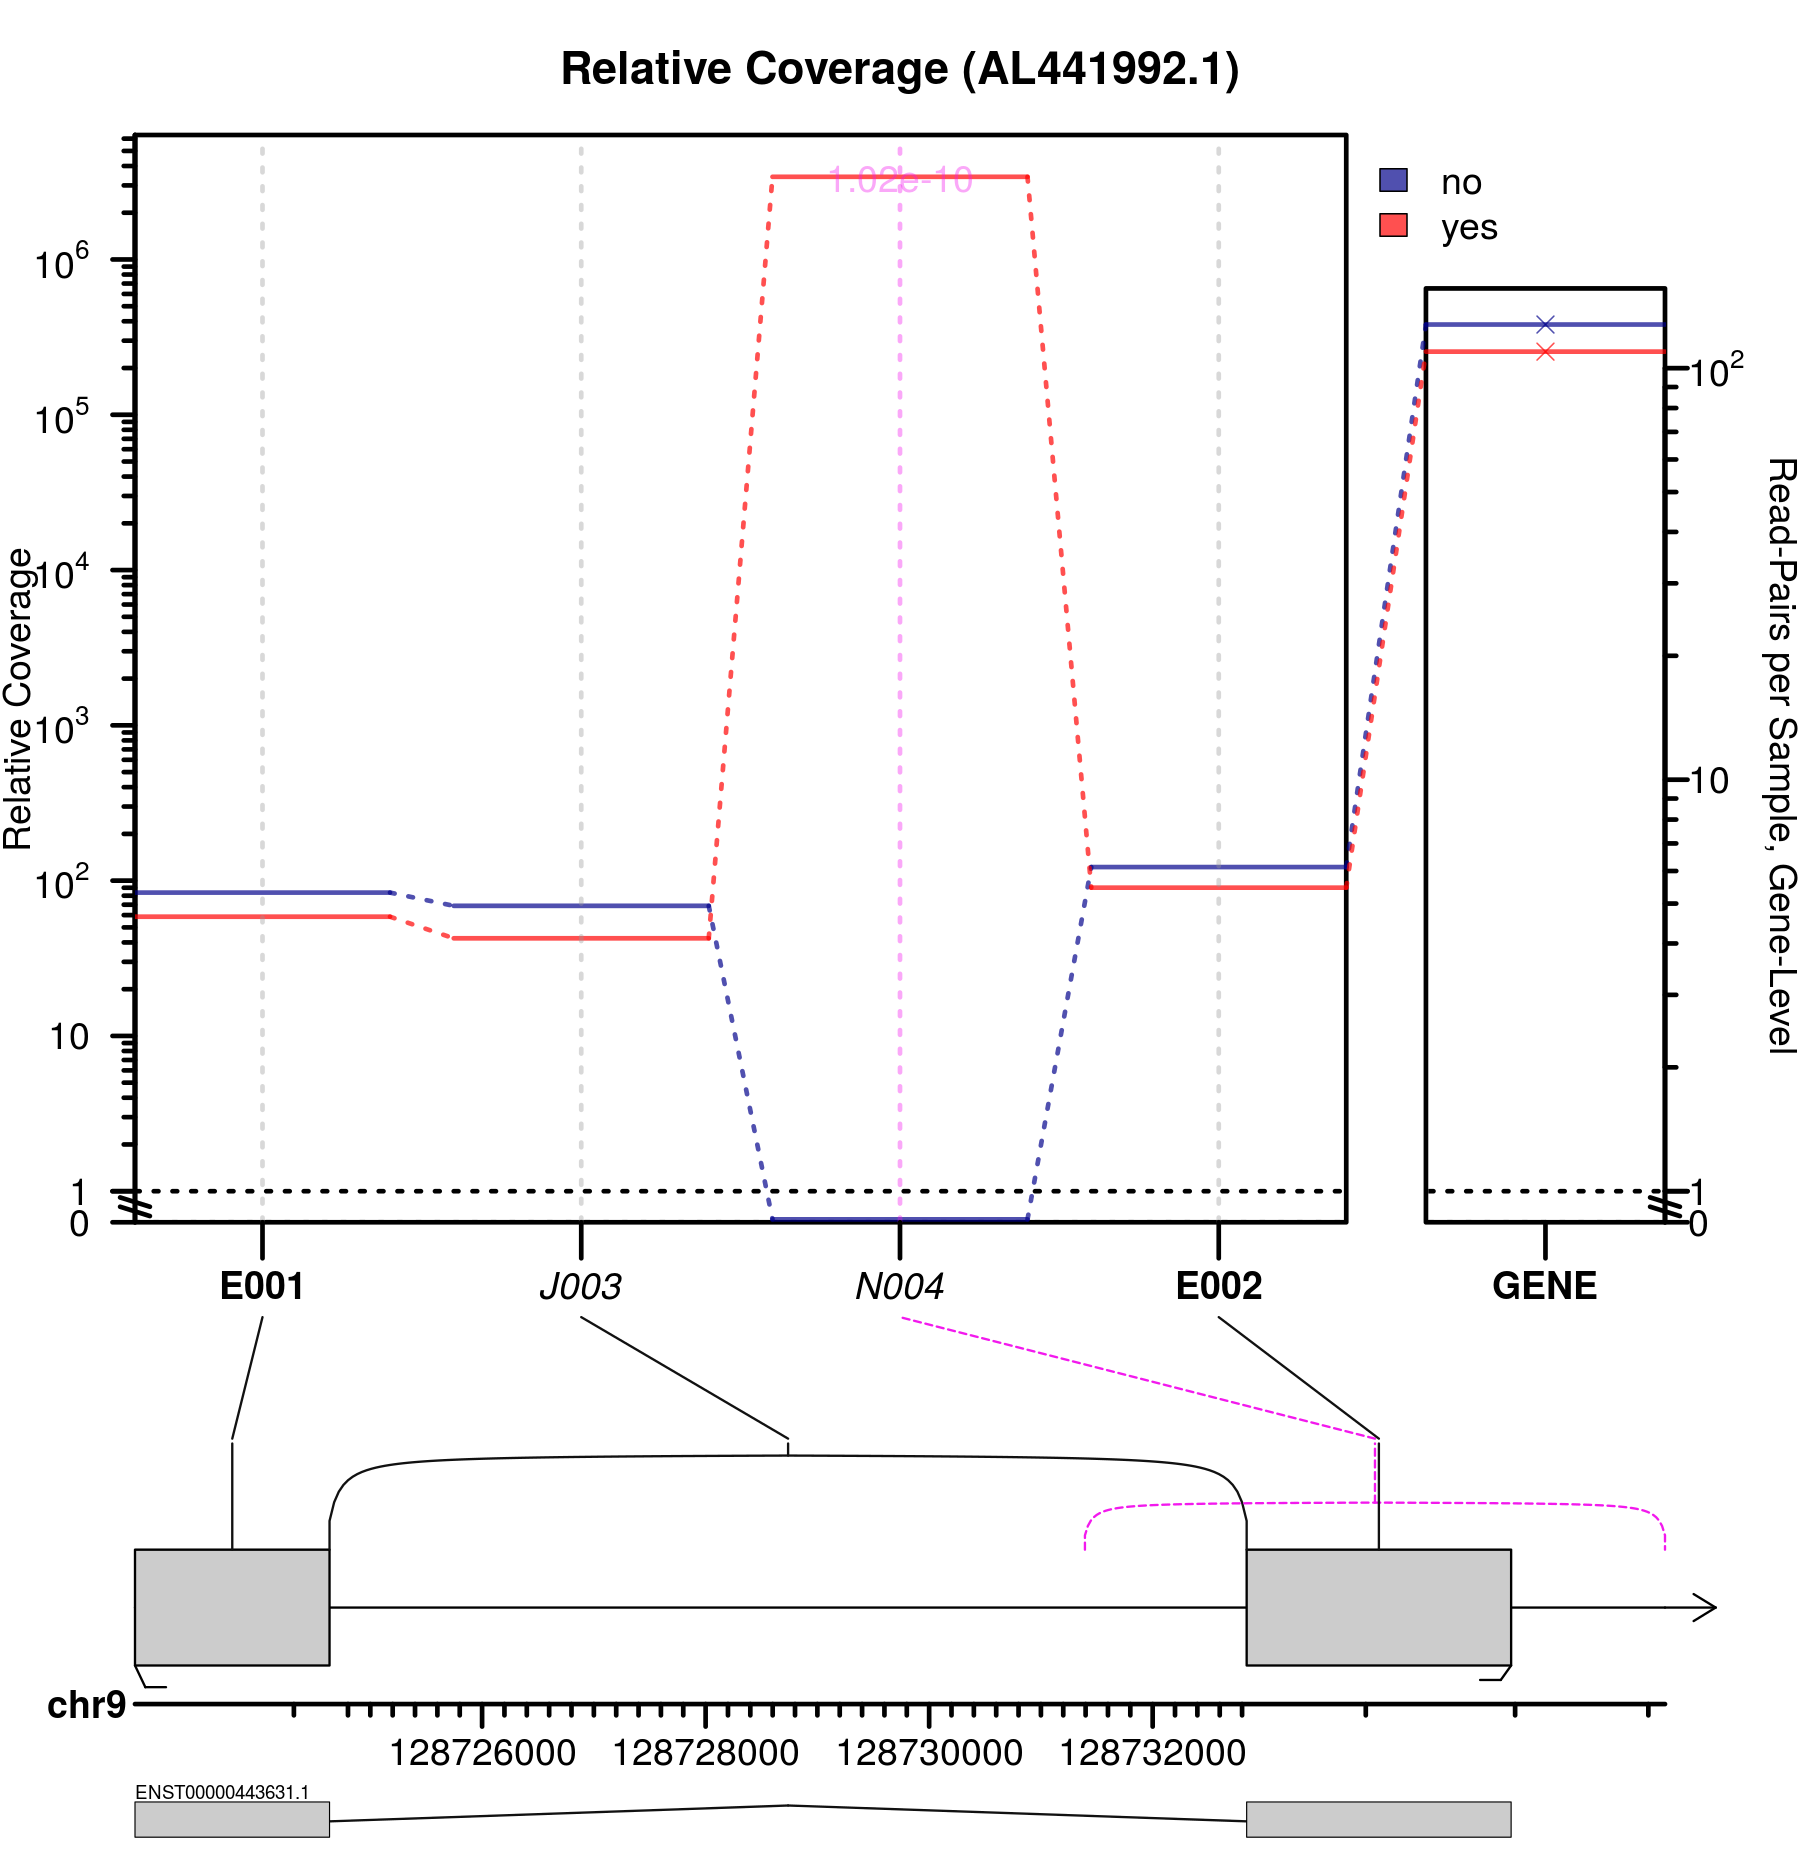 Relative Coverage (AL441992.1)
1.02e-10
no
yes
Relative Coverage
10^6
10^5
10^4
10^3
10^2
10
1
0
10^2
10
1
0
Read-Pairs per Sample, Gene-Level
E001 J003 N004 E002 GENE
chr9
128726000 128728000 128730000 128732000
ENST00000443631.1